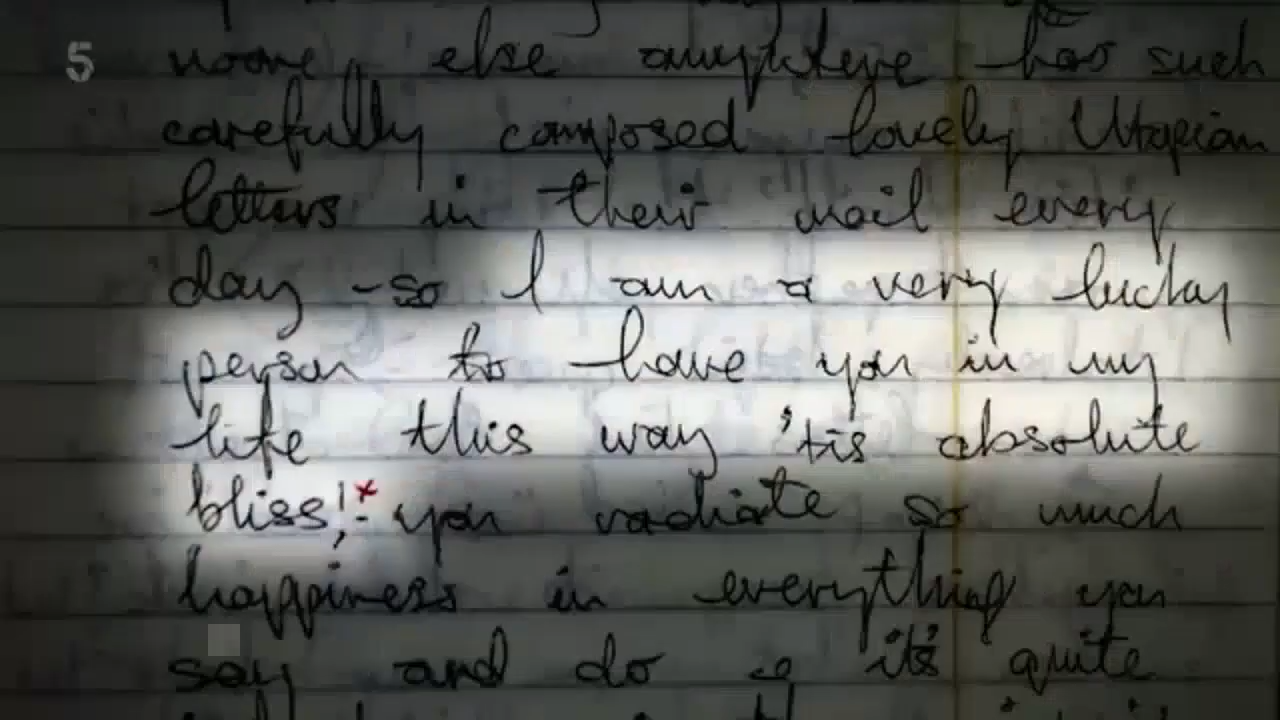 5
noone, else anywhere has such
carefully composed lovely Utopian
letters in their mail every
day - so I am a very lucky
person to have you in my
life this way 'tis absolute
bliss! you radiate so much
happiness in everything you
say and do it's quite